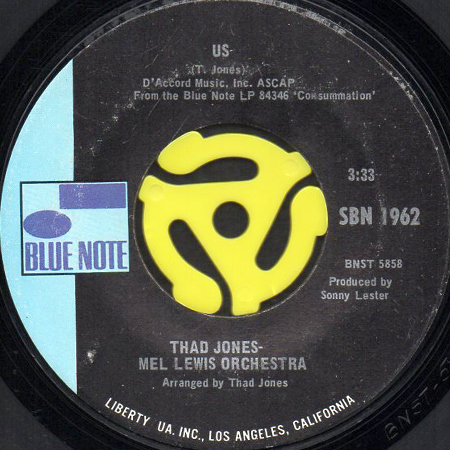 US
(T. Jones)
D'Accord Music, Inc. ASCAP
From the Blue Note LP 84346 'Consummation'
3:33
SBN 1962
BLUE NOTE
BNST 5858
Produced by
Sonny Lester
THAD JONES-
MEL LEWIS ORCHESTRA
Arranged by Thad Jones
LIBERTY UA, INC., LOS ANGELES, CALIFORNIA